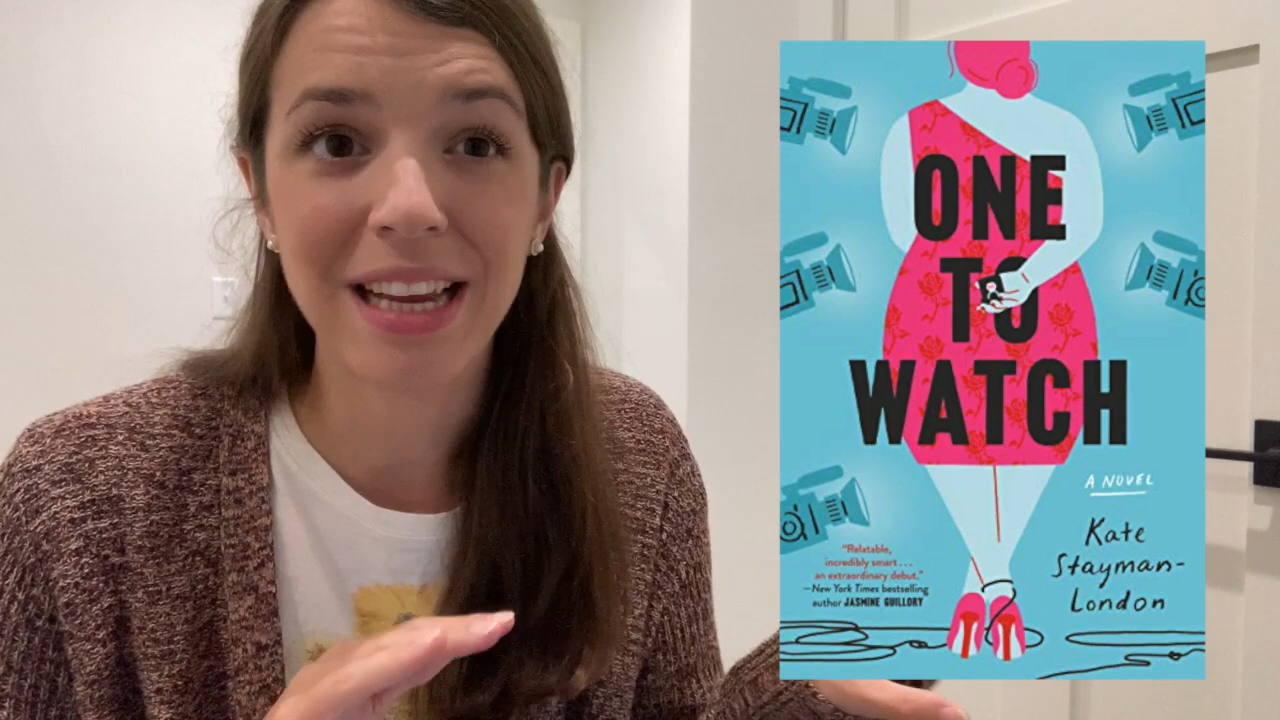 ONE
TO
WATCH
A NOVEL
Kate
Stayman-
London
"Relatable,
incredibly smart...
an extraordinary debut."
—New York Times bestselling
author JASMINE GUILLORY